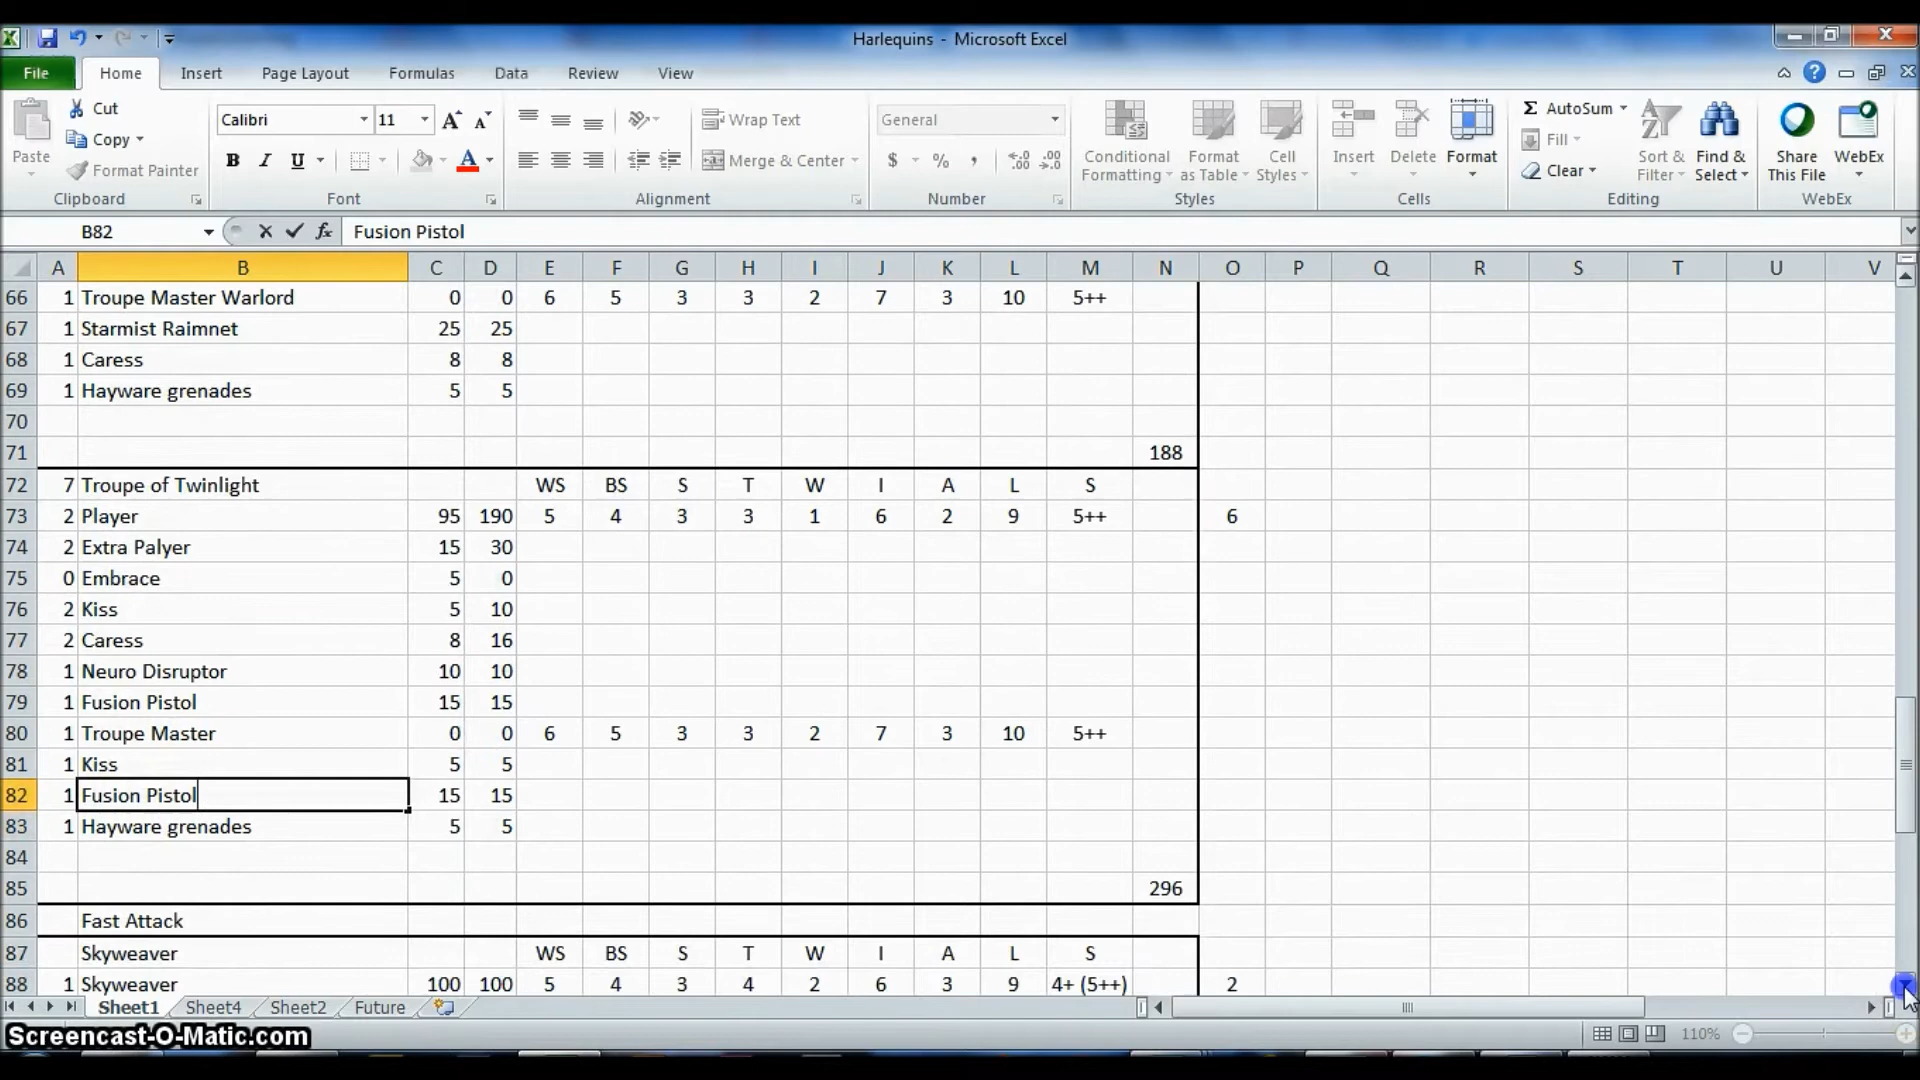 Harlequins - Microsoft Excel
File Home Insert Page Layout Formulas Data Review View
Paste Cut Copy Format Painter Clipboard
Calibri 11 A A B I U A Font
Wrap Text Merge & Center Alignment
General $ % , .00 .0 Number
Conditional Formatting Format as Table Cell Styles Styles
Insert Delete Format Cells
Σ AutoSum Fill Clear Sort & Filter Find & Select Editing
Share This File WebEx WebEx
B82 fx Fusion Pistol
A B C D E F G H I J K L M N O P Q R S T U V
66 1 Troupe Master Warlord 0 0 6 5 3 3 2 7 3 10 5++
67 1 Starmist Raimnet 25 25
68 1 Caress 8 8
69 1 Hayware grenades 5 5
70
71 188
72 7 Troupe of Twinlight WS BS S T W I A L S
73 2 Player 95 190 5 4 3 3 1 6 2 9 5++ 6
74 2 Extra Palyer 15 30
75 0 Embrace 5 0
76 2 Kiss 5 10
77 2 Caress 8 16
78 1 Neuro Disruptor 10 10
79 1 Fusion Pistol 15 15
80 1 Troupe Master 0 0 6 5 3 3 2 7 3 10 5++
81 1 Kiss 5 5
82 1 Fusion Pistol 15 15
83 1 Hayware grenades 5 5
84
85 296
86 Fast Attack
87 Skyweaver WS BS S T W I A L S
88 1 Skyweaver 100 100 5 4 3 4 2 6 3 9 4+ (5++) 2
Sheet1 Sheet4 Sheet2 Future
Screencast-O-Matic.com 110%